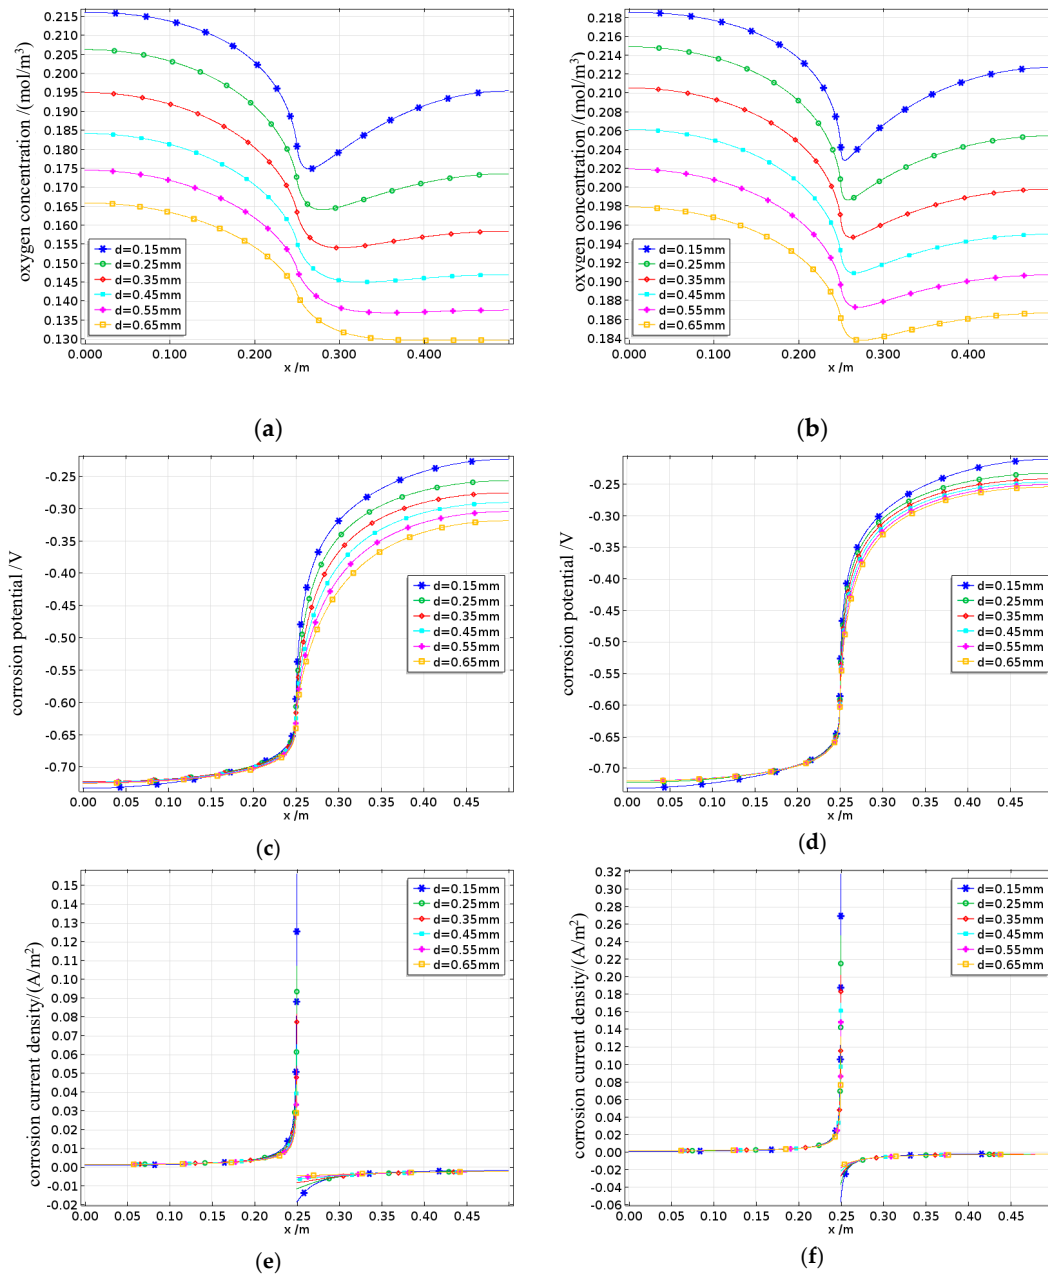 oxygen concentration /(mol/m³)
0.215
0.210
0.205
0.200
0.195
0.190
0.185
0.180
0.175
0.170
0.165
0.160
0.155
0.150
0.145
0.140
0.135
0.130
d=0.15mm
d=0.25mm
d=0.35mm
d=0.45mm
d=0.55mm
d=0.65mm
0.000 0.100 0.200 0.300 0.400
x /m
(a)
oxygen concentration /(mol/m³)
0.218
0.216
0.214
0.212
0.210
0.208
0.206
0.204
0.202
0.200
0.198
0.196
0.194
0.192
0.190
0.188
0.186
0.184
d=0.15mm
d=0.25mm
d=0.35mm
d=0.45mm
d=0.55mm
d=0.65mm
0.000 0.100 0.200 0.300 0.400
x /m
(b)
corrosion potential /V
-0.25
-0.30
-0.35
-0.40
-0.45
-0.50
-0.55
-0.60
-0.65
-0.70
d=0.15mm
d=0.25mm
d=0.35mm
d=0.45mm
d=0.55mm
d=0.65mm
0.00 0.05 0.10 0.15 0.20 0.25 0.30 0.35 0.40 0.45
x /m
(c)
corrosion potential /V
-0.25
-0.30
-0.35
-0.40
-0.45
-0.50
-0.55
-0.60
-0.65
-0.70
d=0.15mm
d=0.25mm
d=0.35mm
d=0.45mm
d=0.55mm
d=0.65mm
0.00 0.05 0.10 0.15 0.20 0.25 0.30 0.35 0.40 0.45
x /m
(d)
corrosion current density/(A/m²)
0.15
0.14
0.13
0.12
0.11
0.10
0.09
0.08
0.07
0.06
0.05
0.04
0.03
0.02
0.01
0.00
-0.01
-0.02
d=0.15mm
d=0.25mm
d=0.35mm
d=0.45mm
d=0.55mm
d=0.65mm
0.00 0.05 0.10 0.15 0.20 0.25 0.30 0.35 0.40 0.45
x /m
(e)
corrosion current density/(A/m²)
0.32
0.30
0.28
0.26
0.24
0.22
0.20
0.18
0.16
0.14
0.12
0.10
0.08
0.06
0.04
0.02
0.00
-0.02
-0.04
-0.06
d=0.15mm
d=0.25mm
d=0.35mm
d=0.45mm
d=0.55mm
d=0.65mm
0.00 0.05 0.10 0.15 0.20 0.25 0.30 0.35 0.40 0.45
x /m
(f)